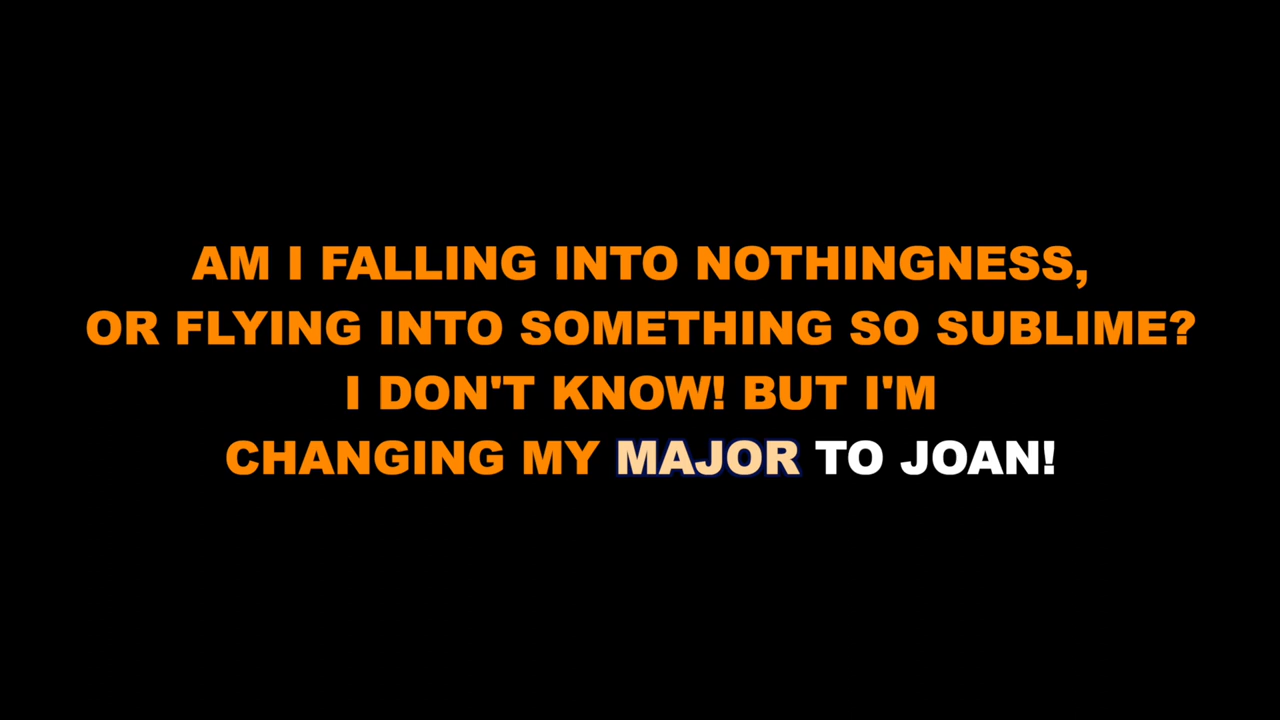 AM I FALLING INTO NOTHINGNESS,
OR FLYING INTO SOMETHING SO SUBLIME?
I DON'T KNOW! BUT I'M
CHANGING MY MAJOR TO JOAN!